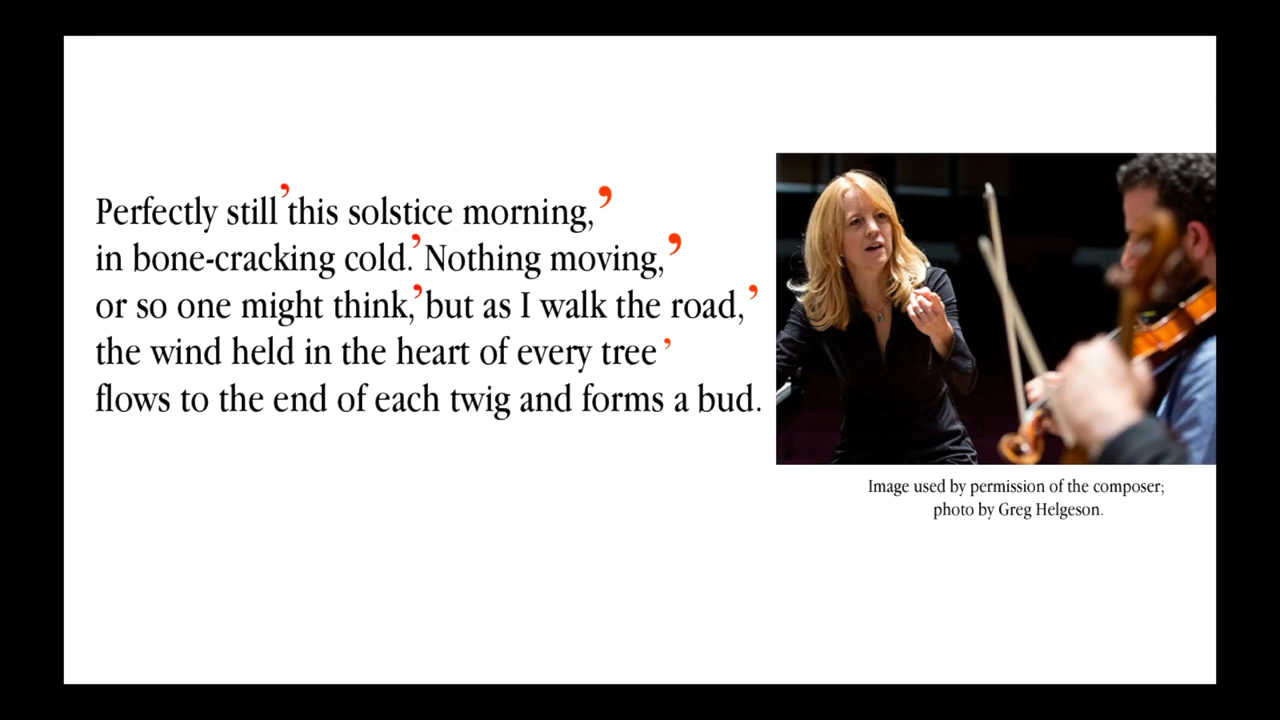 Perfectly still’this solstice morning,’
in bone-cracking cold.’Nothing moving,’
or so one might think,’but as I walk the road,’
the wind held in the heart of every tree’
flows to the end of each twig and forms a bud.
Image used by permission of the composer;
photo by Greg Helgeson.